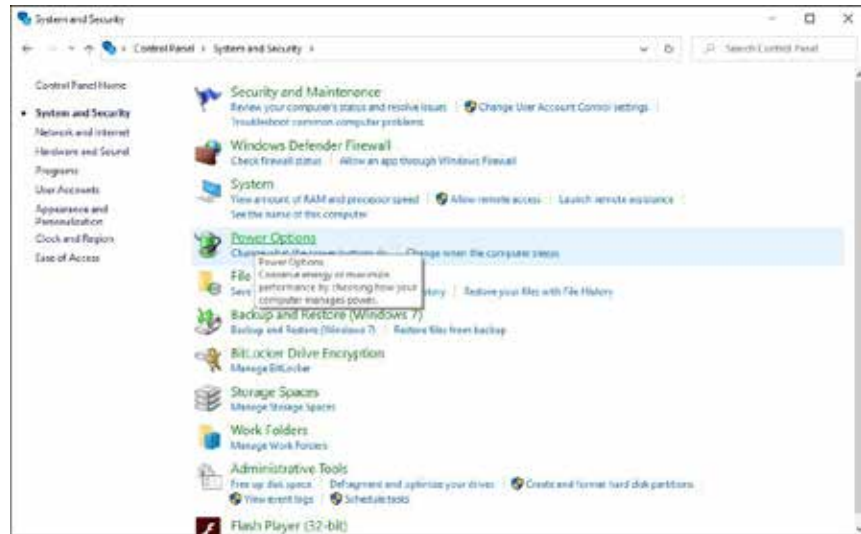 System and Security
Control Panel › System and Security ›
Search Control Panel
Control Panel Home
System and Security
Network and Internet
Hardware and Sound
Programs
User Accounts
Appearance and
Personalization
Clock and Region
Ease of Access
Security and Maintenance
Review your computer's status and resolve issues | Change User Account Control settings |
Troubleshoot common computer problems
Windows Defender Firewall
Check firewall status | Allow an app through Windows Firewall
System
View amount of RAM and processor speed | Allow remote access | Launch remote assistance |
See the name of this computer
Power Options
Change what the power buttons do | Change when the computer sleeps
Power Options
Conserve energy or maximize
performance by choosing how your
computer manages power.
File
Save
Restore your files with File History
Backup and Restore (Windows 7)
Backup and Restore (Windows 7) | Restore files from backup
BitLocker Drive Encryption
Manage BitLocker
Storage Spaces
Manage Storage Spaces
Work Folders
Manage Work Folders
Administrative Tools
Free up disk space | Defragment and optimize your drives | Create and format hard disk partitions
View event logs | Schedule tasks
Flash Player (32-bit)